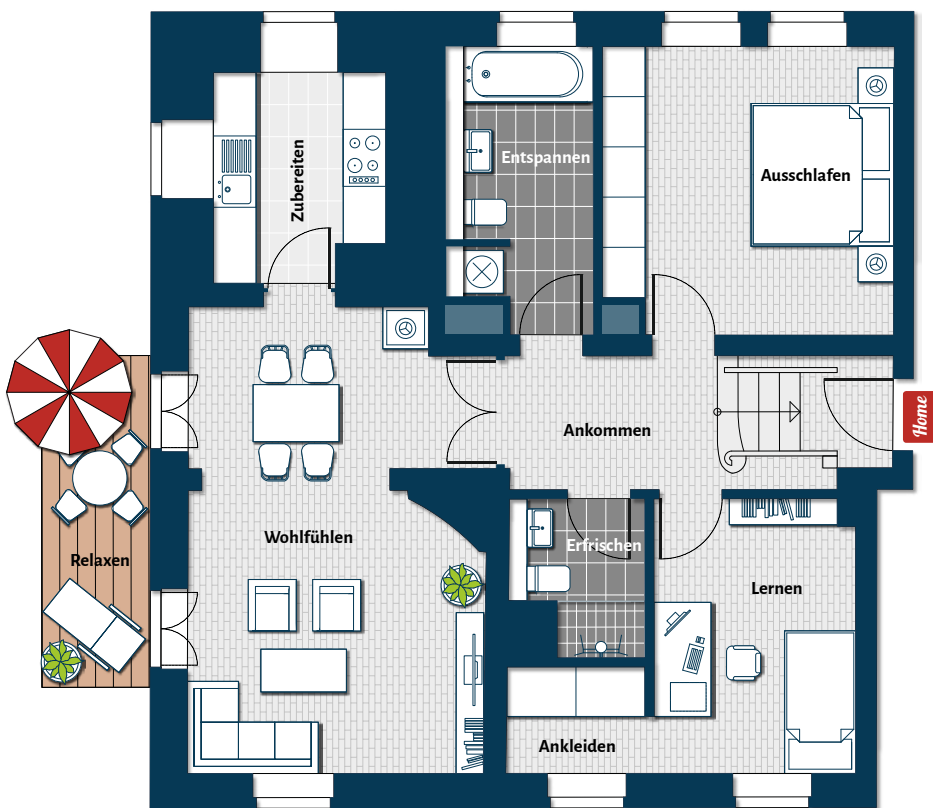 Zubereiten
Entspannen
Ausschlafen
Home
Ankommen
Wohlfühlen
Erfrischen
Relaxen
Lernen
Ankleiden